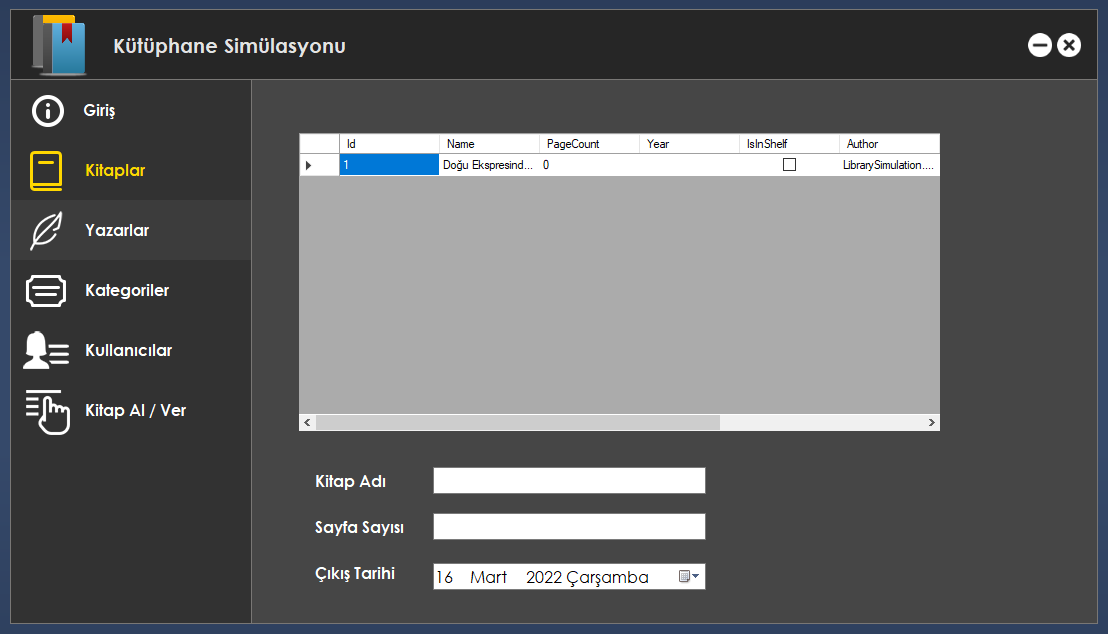 Kütüphane Simülasyonu
Giriş
Kitaplar
Yazarlar
Kategoriler
Kullanıcılar
Kitap Al / Ver
Id Name PageCount Year IsInShelf Author
1 Doğu Ekspresind... 0 LibrarySimulation....
Kitap Adı
Sayfa Sayısı
Çıkış Tarihi 16 Mart 2022 Çarşamba